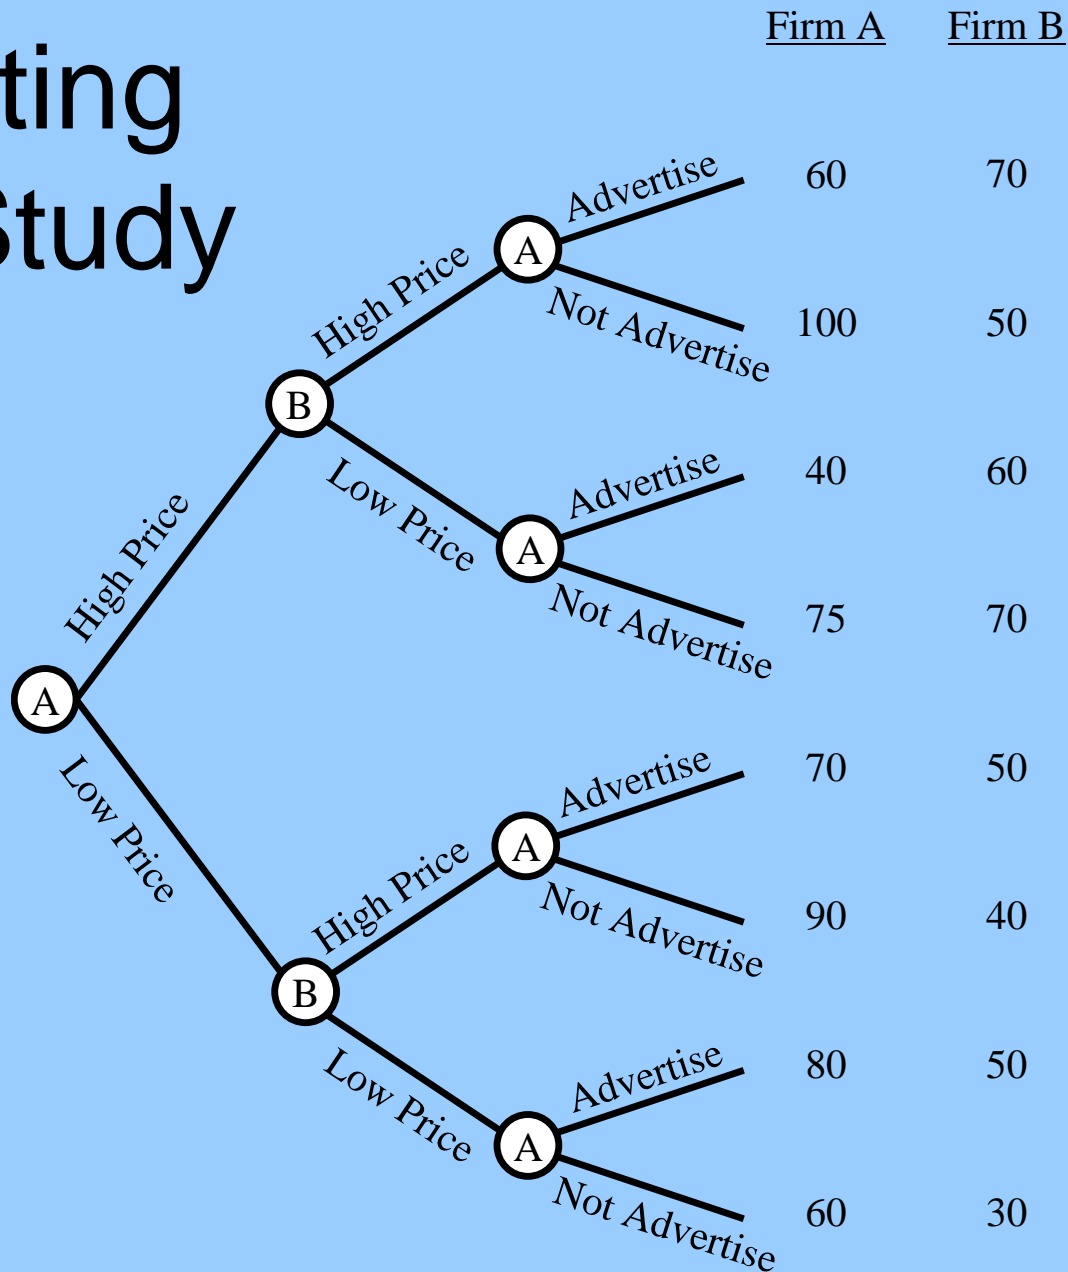 Firm A Firm B
ting
Study
Advertise 60 70
A
High Price
Not Advertise 100 50
B
Low Price
Advertise 40 60
A
Not Advertise 75 70
High Price
A
Low Price
Advertise 70 50
A
High Price
Not Advertise 90 40
B
Low Price
Advertise 80 50
A
Not Advertise 60 30